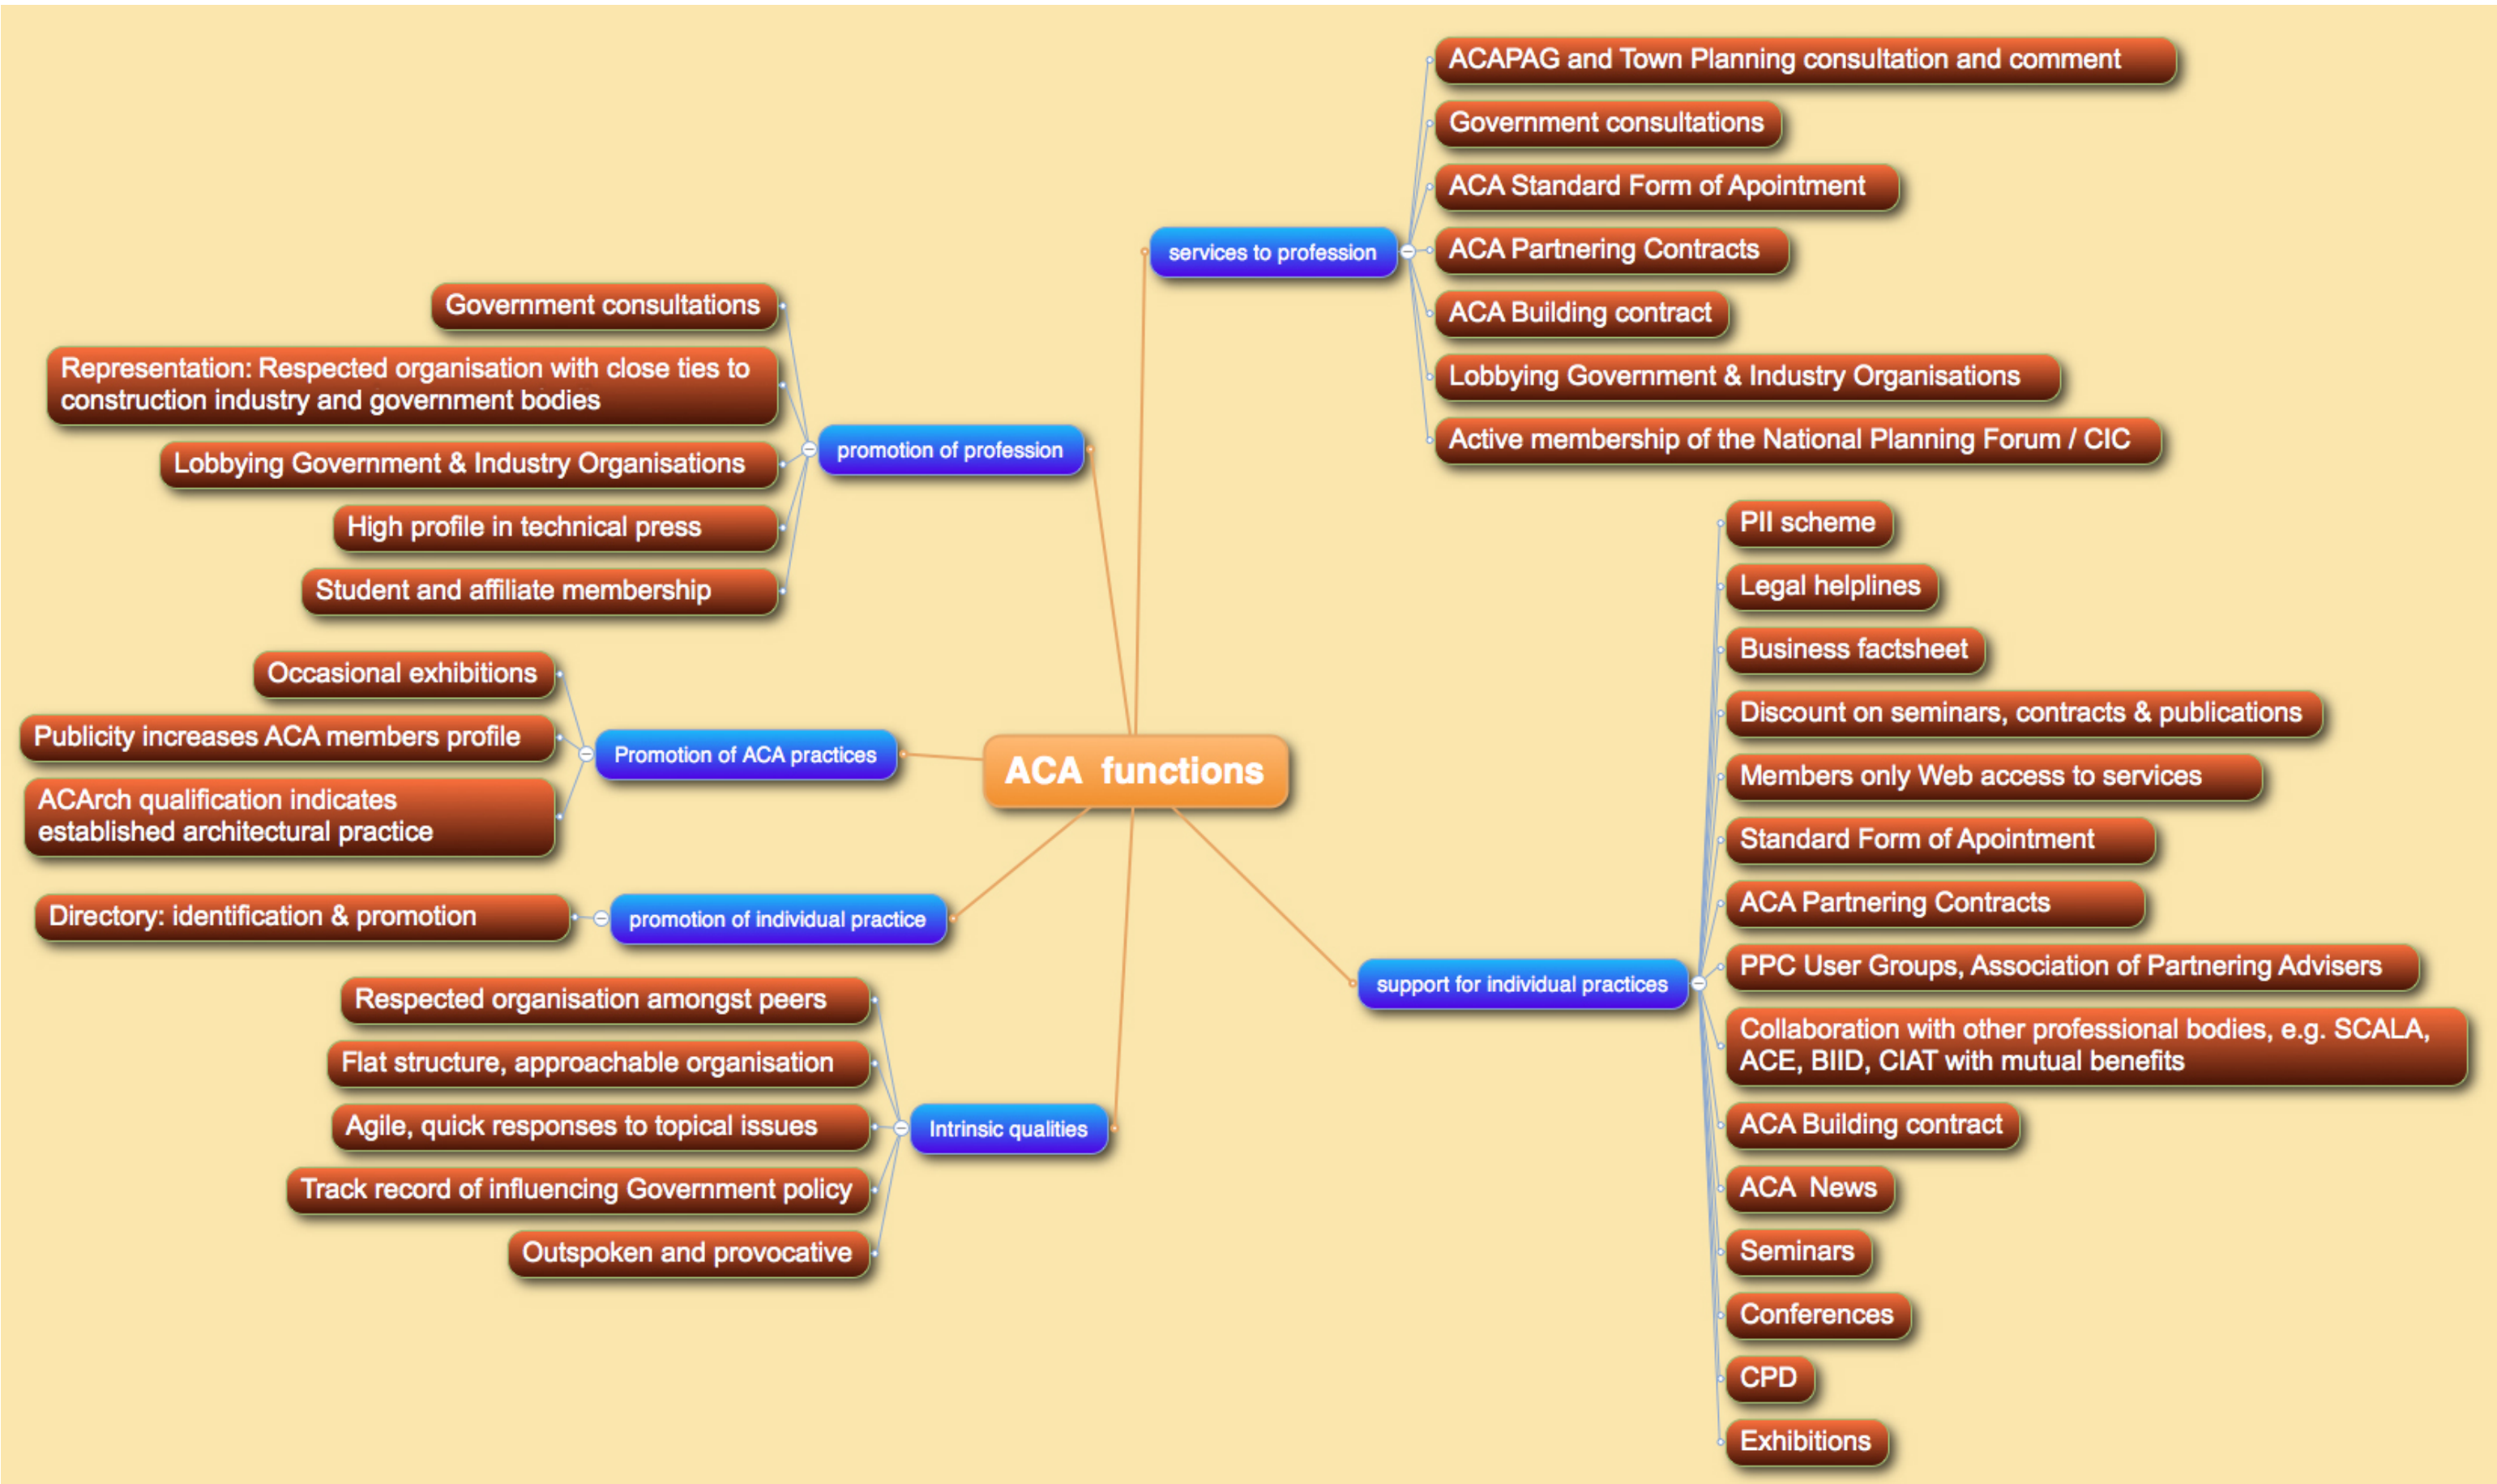 ACA  functions
services to profession
ACAPAG and Town Planning consultation and comment
Government consultations
ACA Standard Form of Apointment
ACA Partnering Contracts
ACA Building contract
Lobbying Government & Industry Organisations
Active membership of the National Planning Forum / CIC
support for individual practices
PII scheme
Legal helplines
Business factsheet
Discount on seminars, contracts & publications
Members only Web access to services
Standard Form of Apointment
ACA Partnering Contracts
PPC User Groups, Association of Partnering Advisers
Collaboration with other professional bodies, e.g. SCALA,
ACE, BIID, CIAT with mutual benefits
ACA Building contract
ACA  News
Seminars
Conferences
CPD
Exhibitions
promotion of profession
Government consultations
Representation: Respected organisation with close ties to
construction industry and government bodies
Lobbying Government & Industry Organisations
High profile in technical press
Student and affiliate membership
Promotion of ACA practices
Occasional exhibitions
Publicity increases ACA members profile
ACArch qualification indicates
established architectural practice
promotion of individual practice
Directory: identification & promotion
Intrinsic qualities
Respected organisation amongst peers
Flat structure, approachable organisation
Agile, quick responses to topical issues
Track record of influencing Government policy
Outspoken and provocative